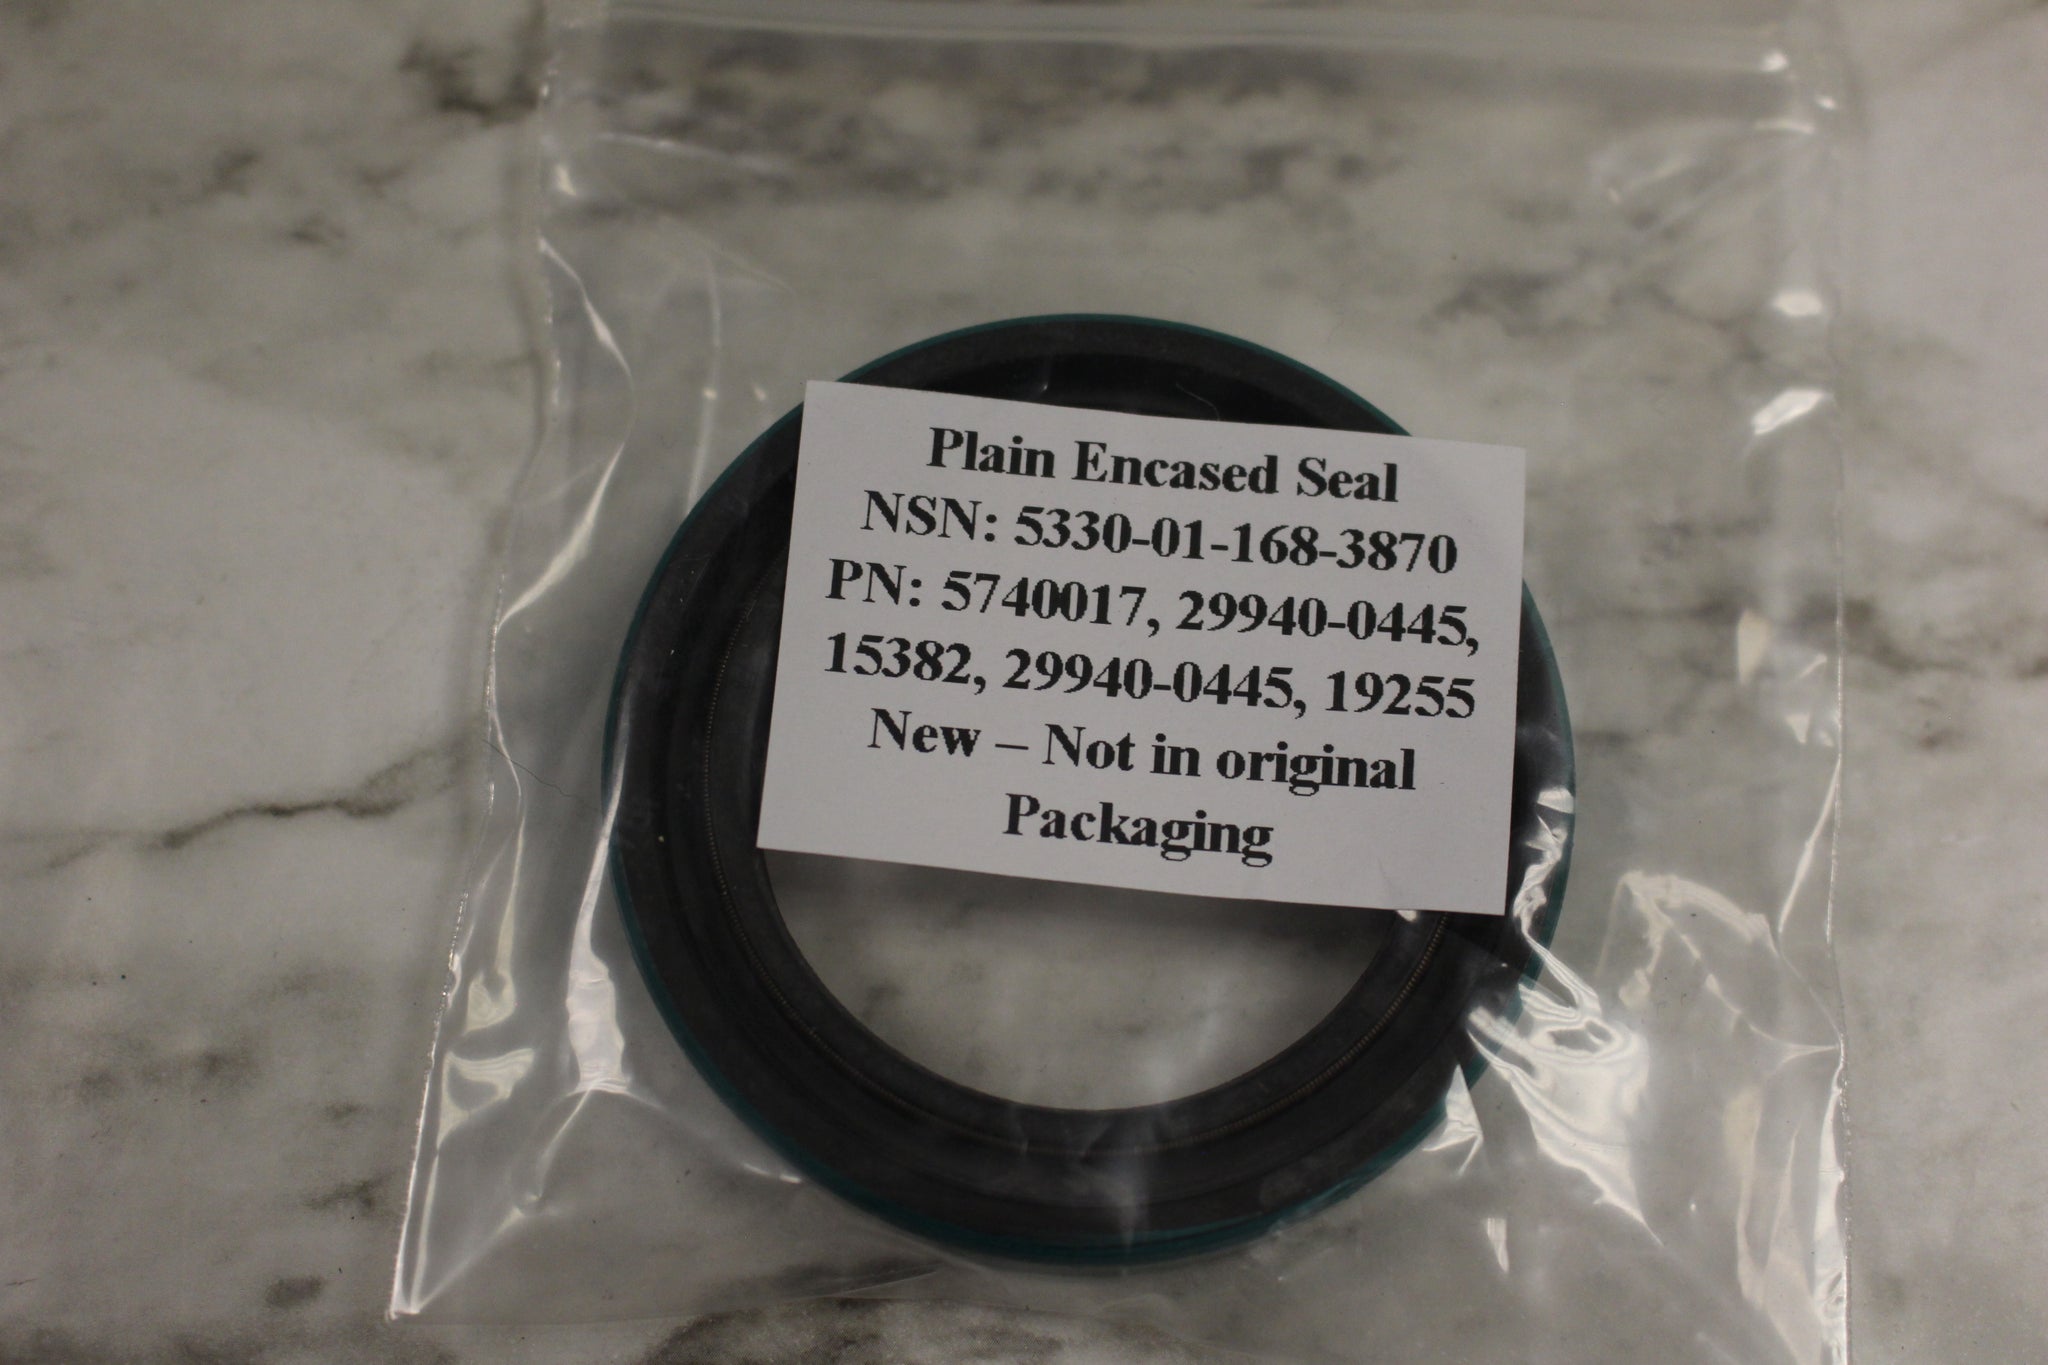 Plain Encased Seal
NSN: 5330-01-168-3870
PN: 5740017, 29940-0445,
15382, 29940-0445, 19255
New – Not in original
Packaging